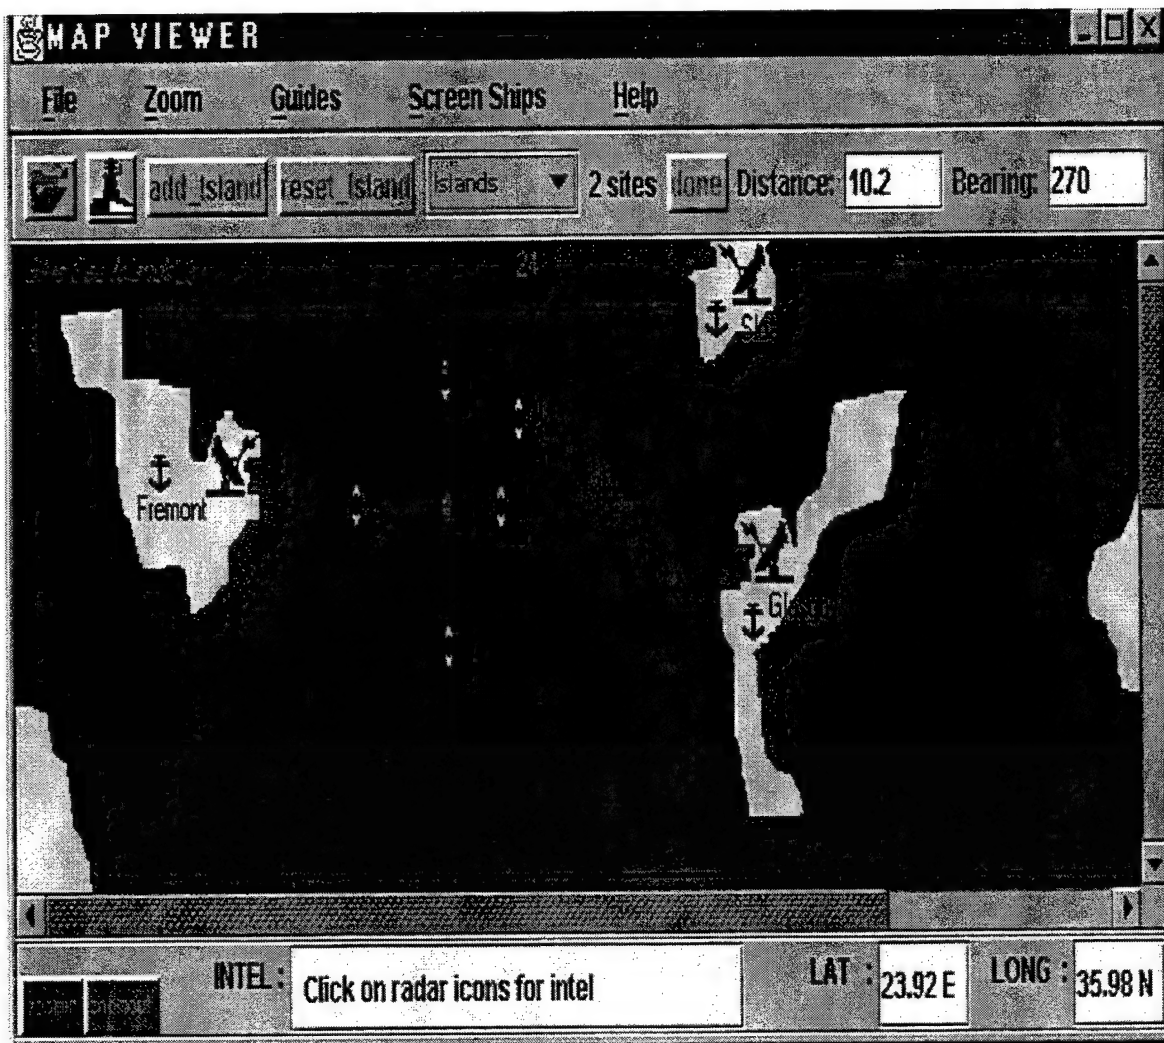 MAP VIEWER
File Zoom Guides Screen Ships Help
add_Island reset_Island Islands 2 sites done Distance: 10.2 Bearing: 270
Fremont
INTEL : Click on radar icons for intel LAT : 23.92 E LONG : 35.98 N